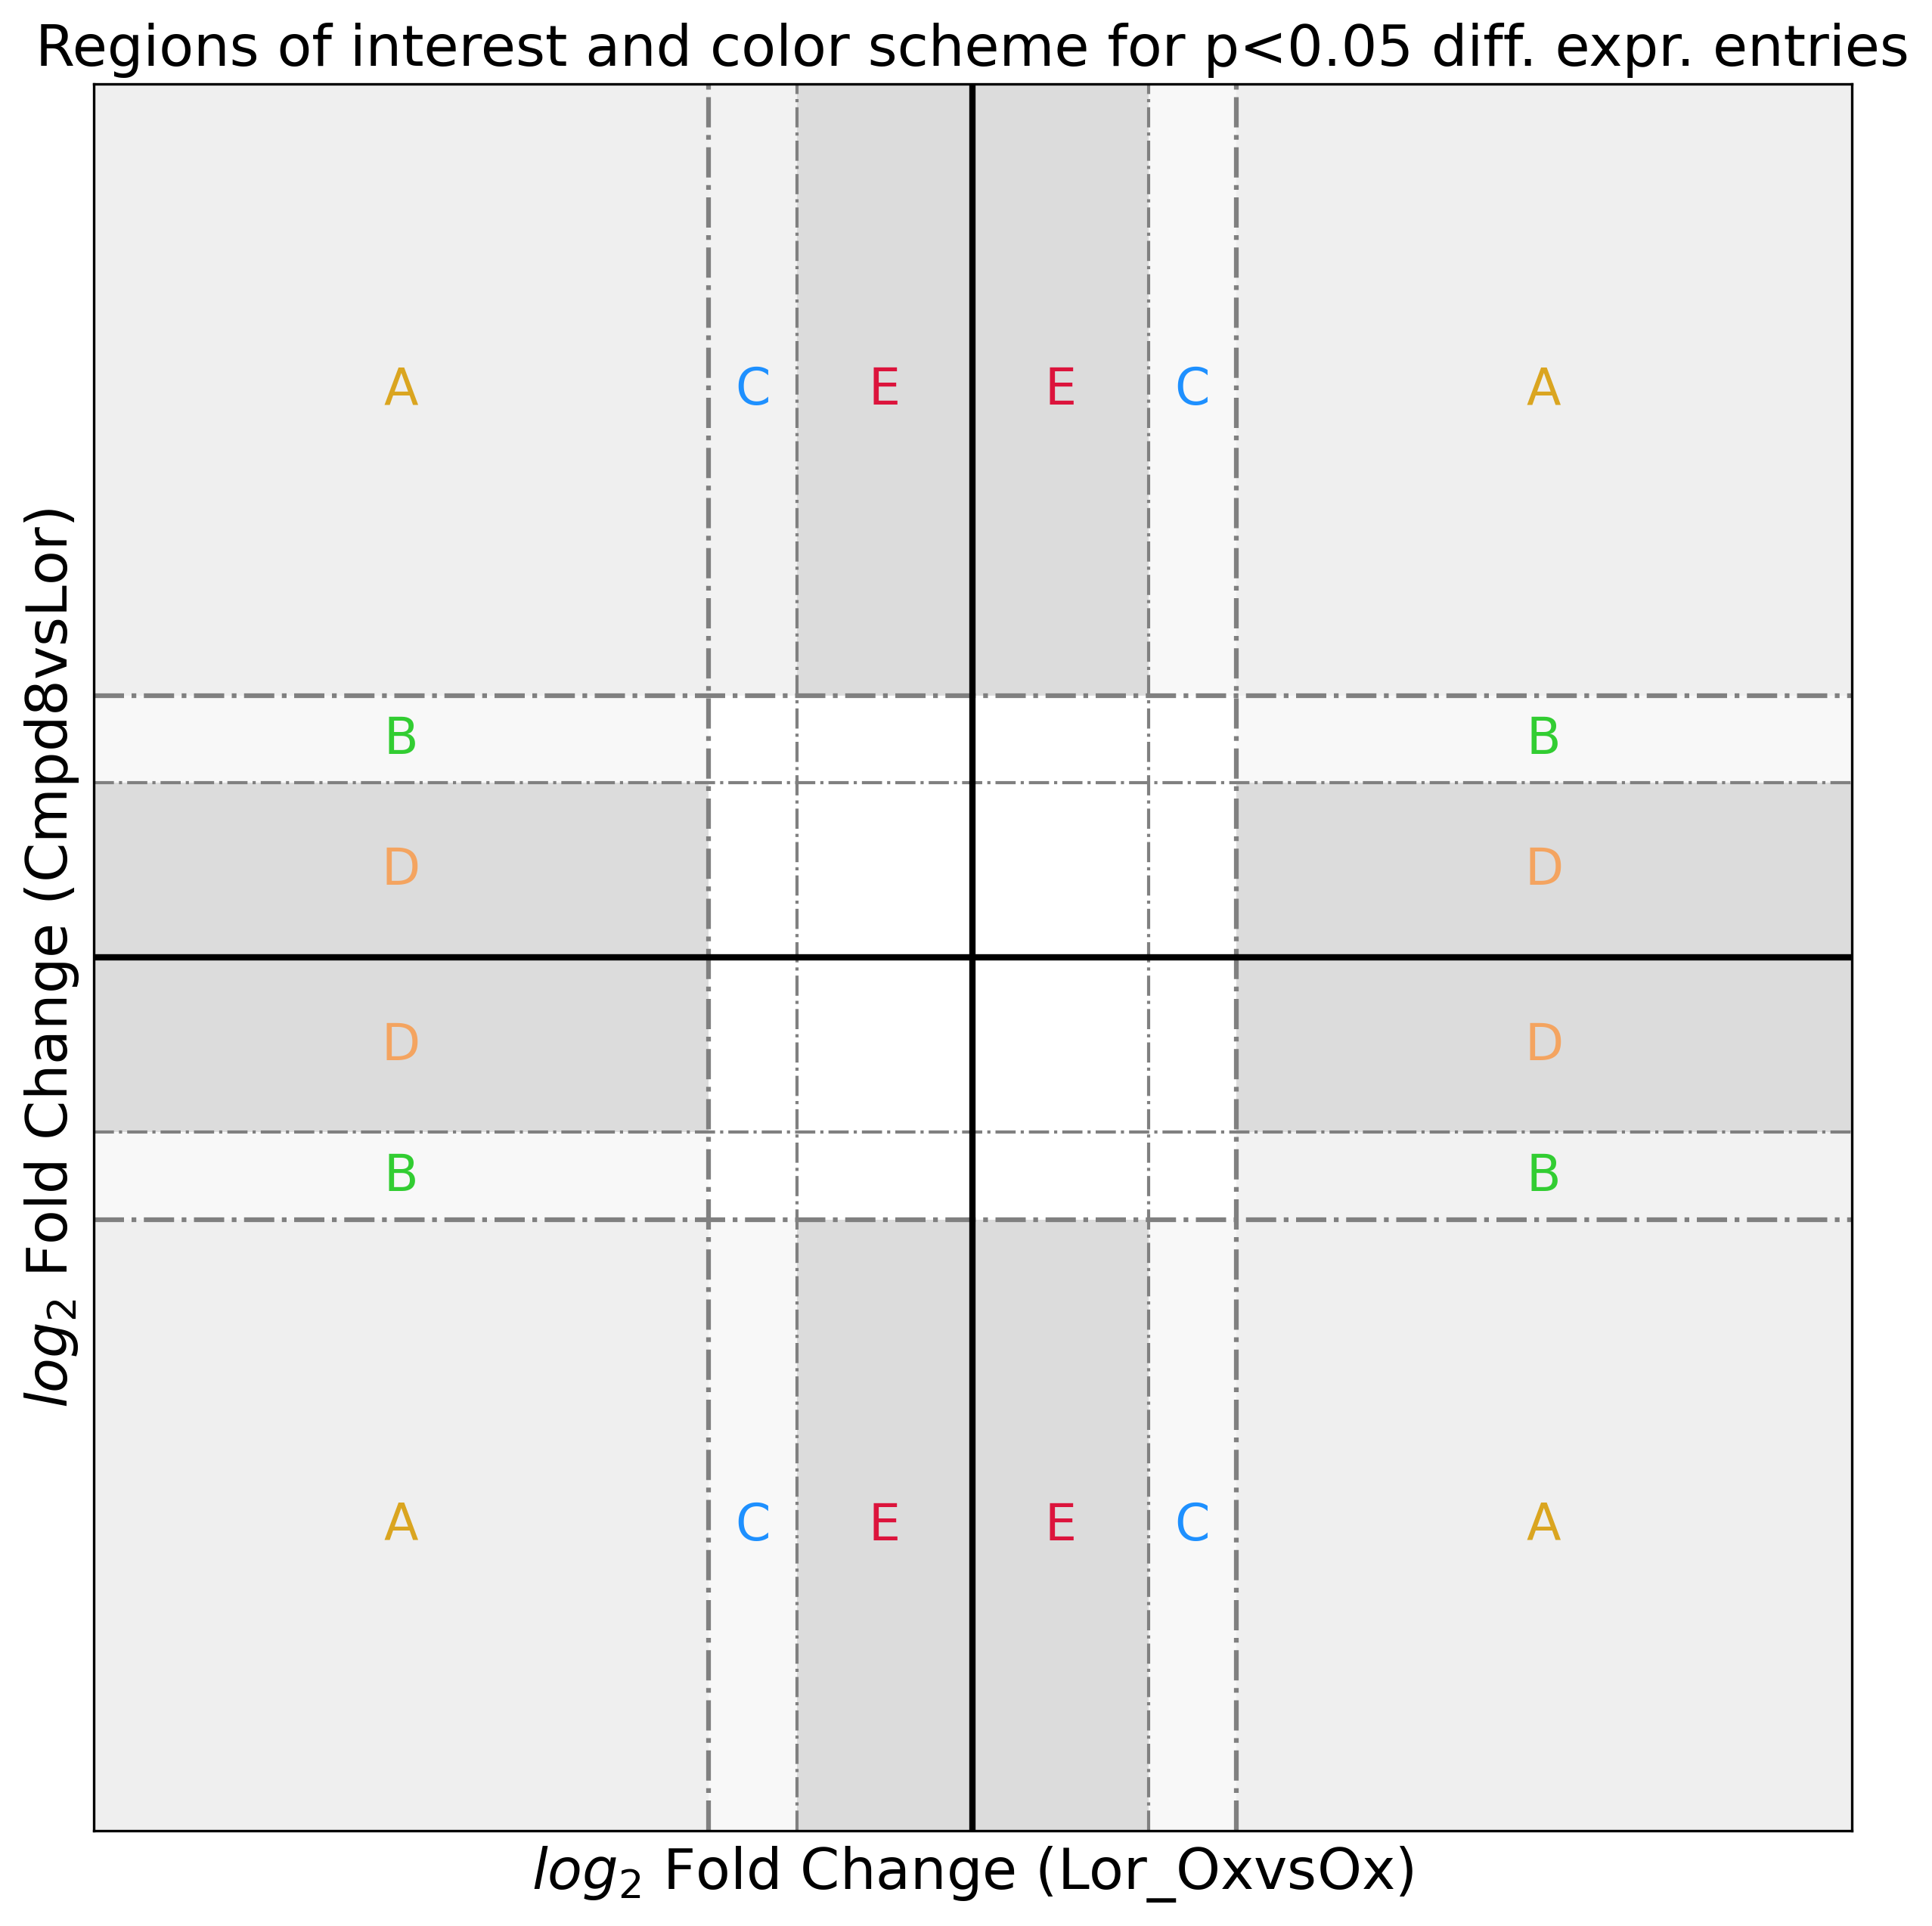 Regions of interest and color scheme for p<0.05 diff. expr. entries
A C E E C A
B B
D D
D D
B B
A C E E C A
log2 Fold Change (Cmpd8vsLor)
log2 Fold Change (Lor_OxvsOx)